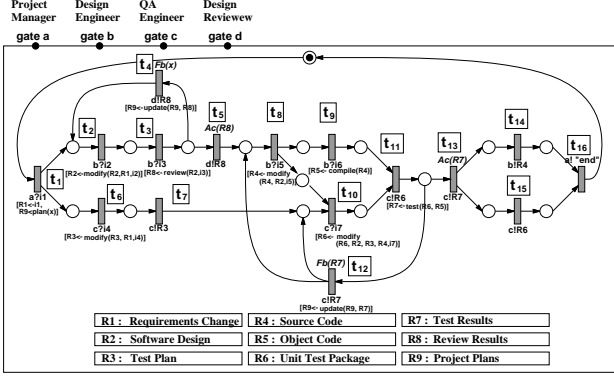 Project Manager
Design Engineer
QA Engineer
Design Reviewew
gate a
gate b
gate c
gate d
t4
Fb(x)
d!R8
[R9<-update(R9, R8)]
t2
t3
t5
Ac(R8)
t8
t9
t11
t13
Ac(R7)
t14
t16
a! "end"
b?i2
[R2<-modify(R2,R1,i2)]
b?i3
[R8<-review(R2,i3)]
d!R8
b?i5
[R4<- modify
(R4, R2,i5)]
b?i6
[R5<- compile(R4)]
b!R4
t1
a?i1
[R1<-i1,
R9<plan(x)]
t6
t7
t10
c!R6
[R7<-test(R6, R5)]
c!R7
t15
c?i4
[R3<- modify(R3, R1,i4)]
c!R3
c?i7
[R6<- modify
(R6, R2, R3, R4,i7)]
c!R6
Fb(R7)
t12
c!R7
[R9<- update(R9, R7)]
R1 : Requirements Change
R4 : Source Code
R7 : Test Results
R2 : Software Design
R5 : Object Code
R8 : Review Results
R3 : Test Plan
R6 : Unit Test Package
R9 : Project Plans